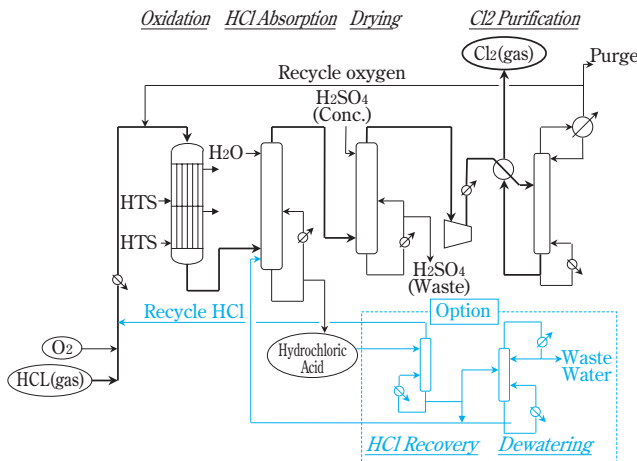 Oxidation
HCl Absorption
Drying
Cl2 Purification
Cl2(gas)
Purge
Recycle oxygen
H2SO4
(Conc.)
H2O
HTS
HTS
H2SO4
(Waste)
Recycle HCl
Option
O2
Hydrochloric
Acid
Waste
Water
HCL(gas)
HCl Recovery
Dewatering